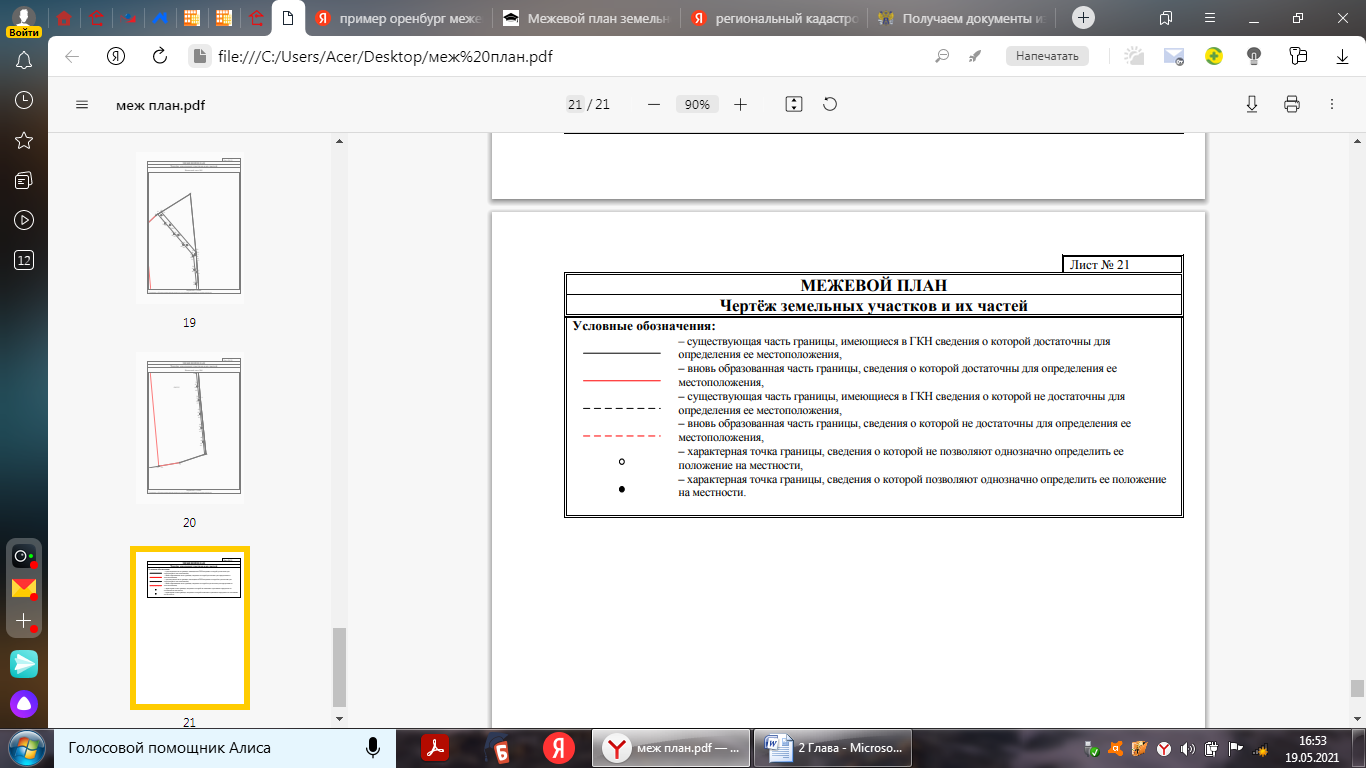 Войти
пример оренбург меже
Межевой план земельн
региональный кадастро
Получаем документы и
file:///C:/Users/Acer/Desktop/меж%20план.pdf
Напечатать
меж план.pdf
21 / 21
90%
12
19
20
21
Лист № 21
МЕЖЕВОЙ ПЛАН
Чертёж земельных участков и их частей
Условные обозначения:
– существующая часть границы, имеющиеся в ГКН сведения о которой достаточны для
определения ее местоположения,
– вновь образованная часть границы, сведения о которой достаточны для определения ее
местоположения,
– существующая часть границы, имеющиеся в ГКН сведения о которой не достаточны для
определения ее местоположения,
– вновь образованная часть границы, сведения о которой не достаточны для определения ее
местоположения,
– характерная точка границы, сведения о которой не позволяют однозначно определить ее
положение на местности,
– характерная точка границы, сведения о которой позволяют однозначно определить ее положение
на местности.
Голосовой помощник Алиса
меж план.pdf — ...
2 Глава - Microso...
16:53
19.05.2021